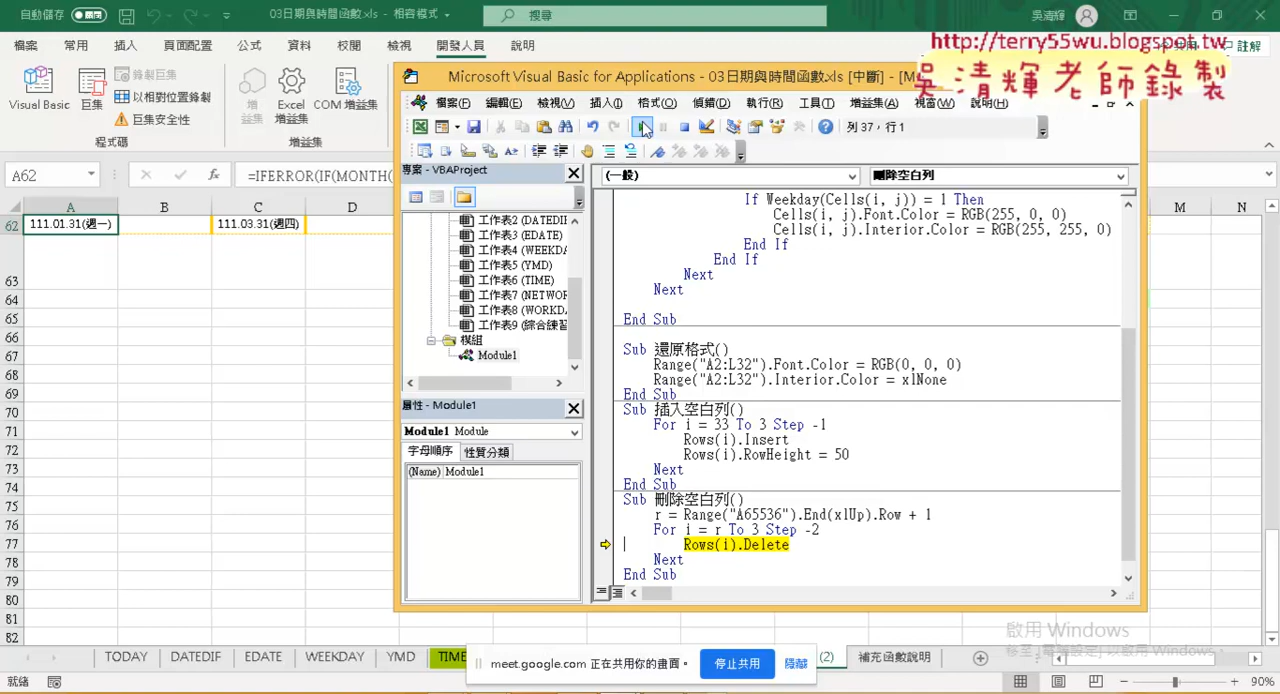 自動儲存
03日期與時間函數.xls - 相容模式
搜尋
吳清輝
檔案
常用
插入
頁面配置
公式
資料
校閱
檢視
開發人員
說明
註解
http://terry55wu.blogspot.tw
吳清輝老師錄製
Visual Basic
巨集
錄製巨集
以相對位置錄製
巨集安全性
程式碼
增益集
Excel 增益集
COM 增益集
增益集
A62
=IFERROR(IF(MONTH(
Microsoft Visual Basic for Applications - 03日期與時間函數.xls [中斷] - [M
檔案(F)
編輯(E)
檢視(V)
插入(I)
格式(O)
偵錯(D)
執行(R)
工具(T)
增益集(A)
視窗(W)
說明(H)
列 37，行 1
專案 - VBAProject
工作表2 (DATEDIF
工作表3 (EDATE)
工作表4 (WEEKDA
工作表5 (YMD)
工作表6 (TIME)
工作表7 (NETWOR
工作表8 (WORKDA
工作表9 (綜合練習
模組
Module1
屬性 - Module1
Module1 Module
字母順序
性質分類
(Name) Module1
(一般)
刪除空白列
If Weekday(Cells(i, j)) = 1 Then
Cells(i, j).Font.Color = RGB(255, 0, 0)
Cells(i, j).Interior.Color = RGB(255, 255, 0)
End If
End If
Next
Next
End Sub
Sub 還原格式()
Range("A2:L32").Font.Color = RGB(0, 0, 0)
Range("A2:L32").Interior.Color = xlNone
End Sub
Sub 插入空白列()
For i = 33 To 3 Step -1
Rows(i).Insert
Rows(i).RowHeight = 50
Next
End Sub
Sub 刪除空白列()
r = Range("A65536").End(xlUp).Row + 1
For i = r To 3 Step -2
Rows(i).Delete
Next
End Sub
A B C D M N
62 111.01.31(週一) 111.03.31(週四)
63
64
65
66
67
68
69
70
71
72
73
74
75
76
77
78
79
80
81
82
啟用 Windows
TODAY
DATEDIF
EDATE
WEEKDAY
YMD
TIME
(2)
補充函數說明
meet.google.com 正在共用你的畫面。
停止共用
隱藏
就緒
90%